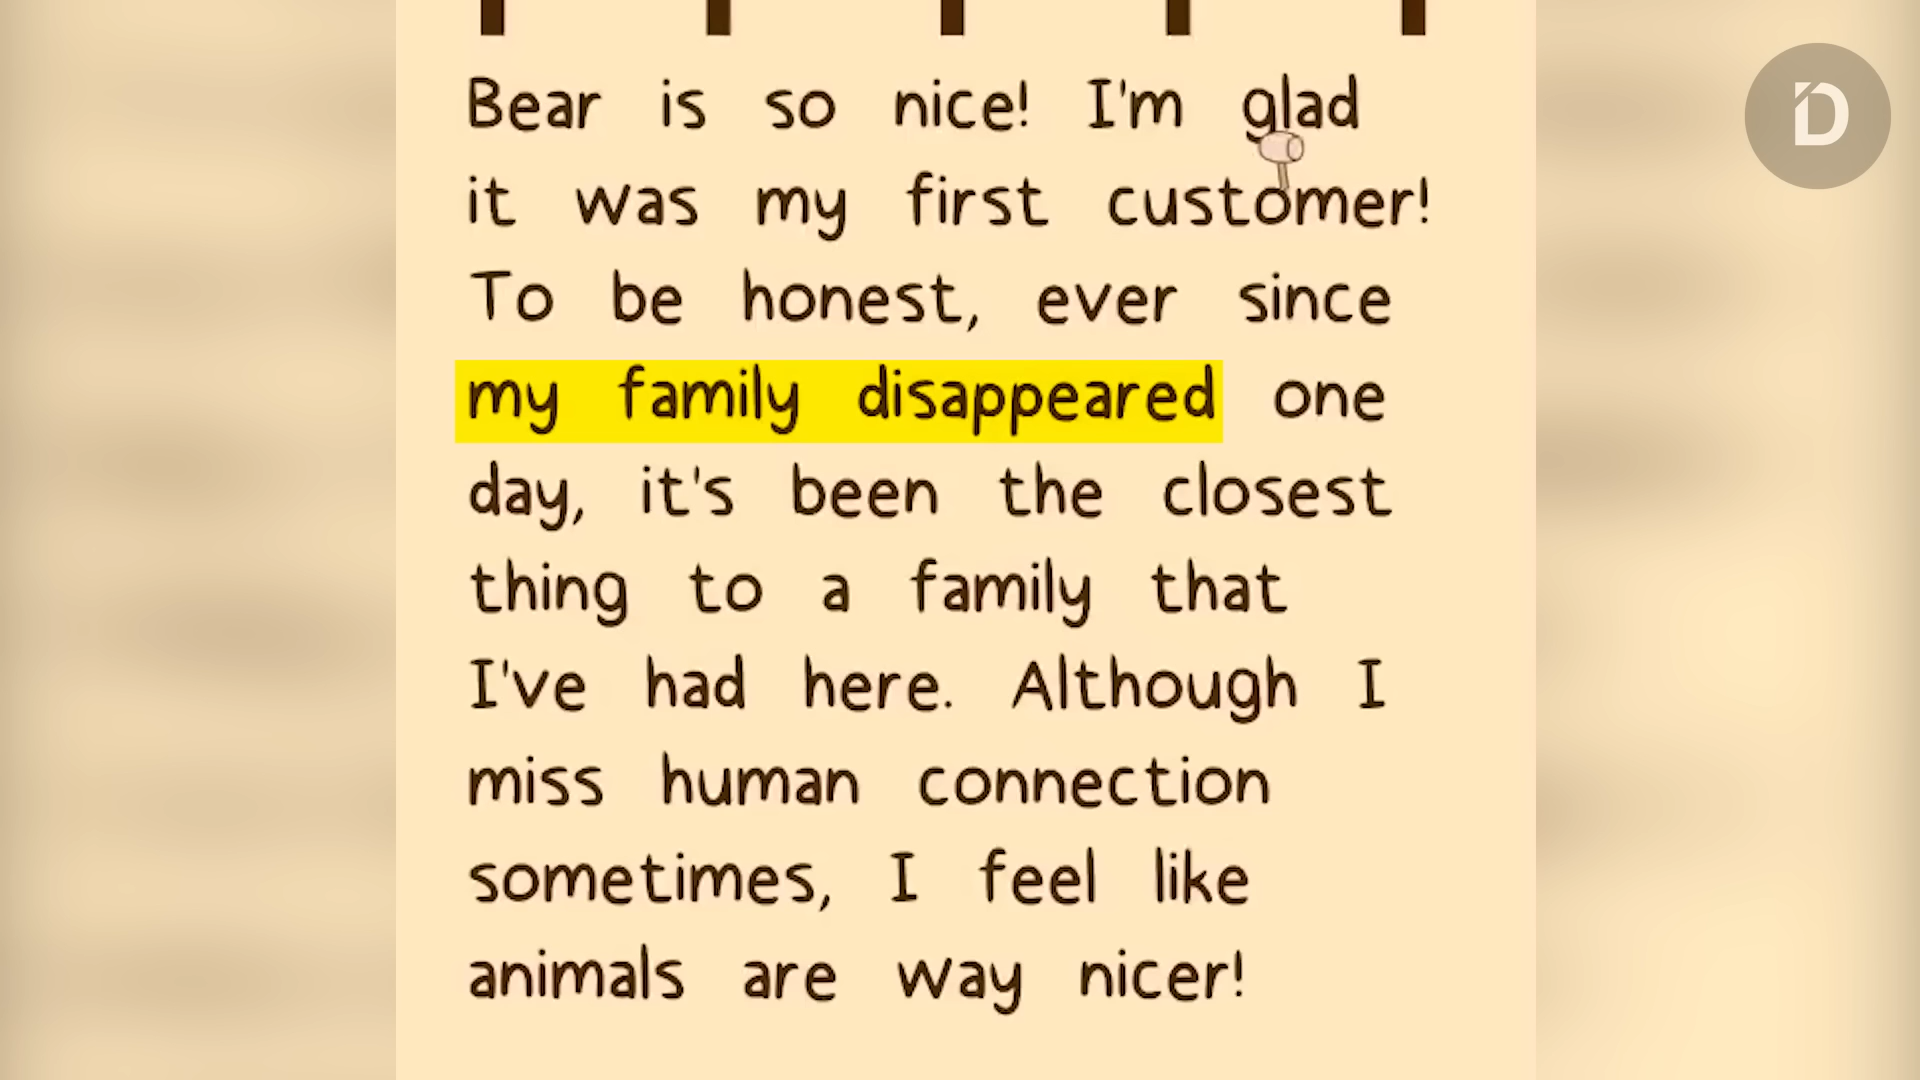 Bear is so nice! I'm glad
it was my first customer!
To be honest, ever since
my family disappeared one
day, it's been the closest
thing to a family that
I've had here. Although I
miss human connection
sometimes, I feel like
animals are way nicer!
D